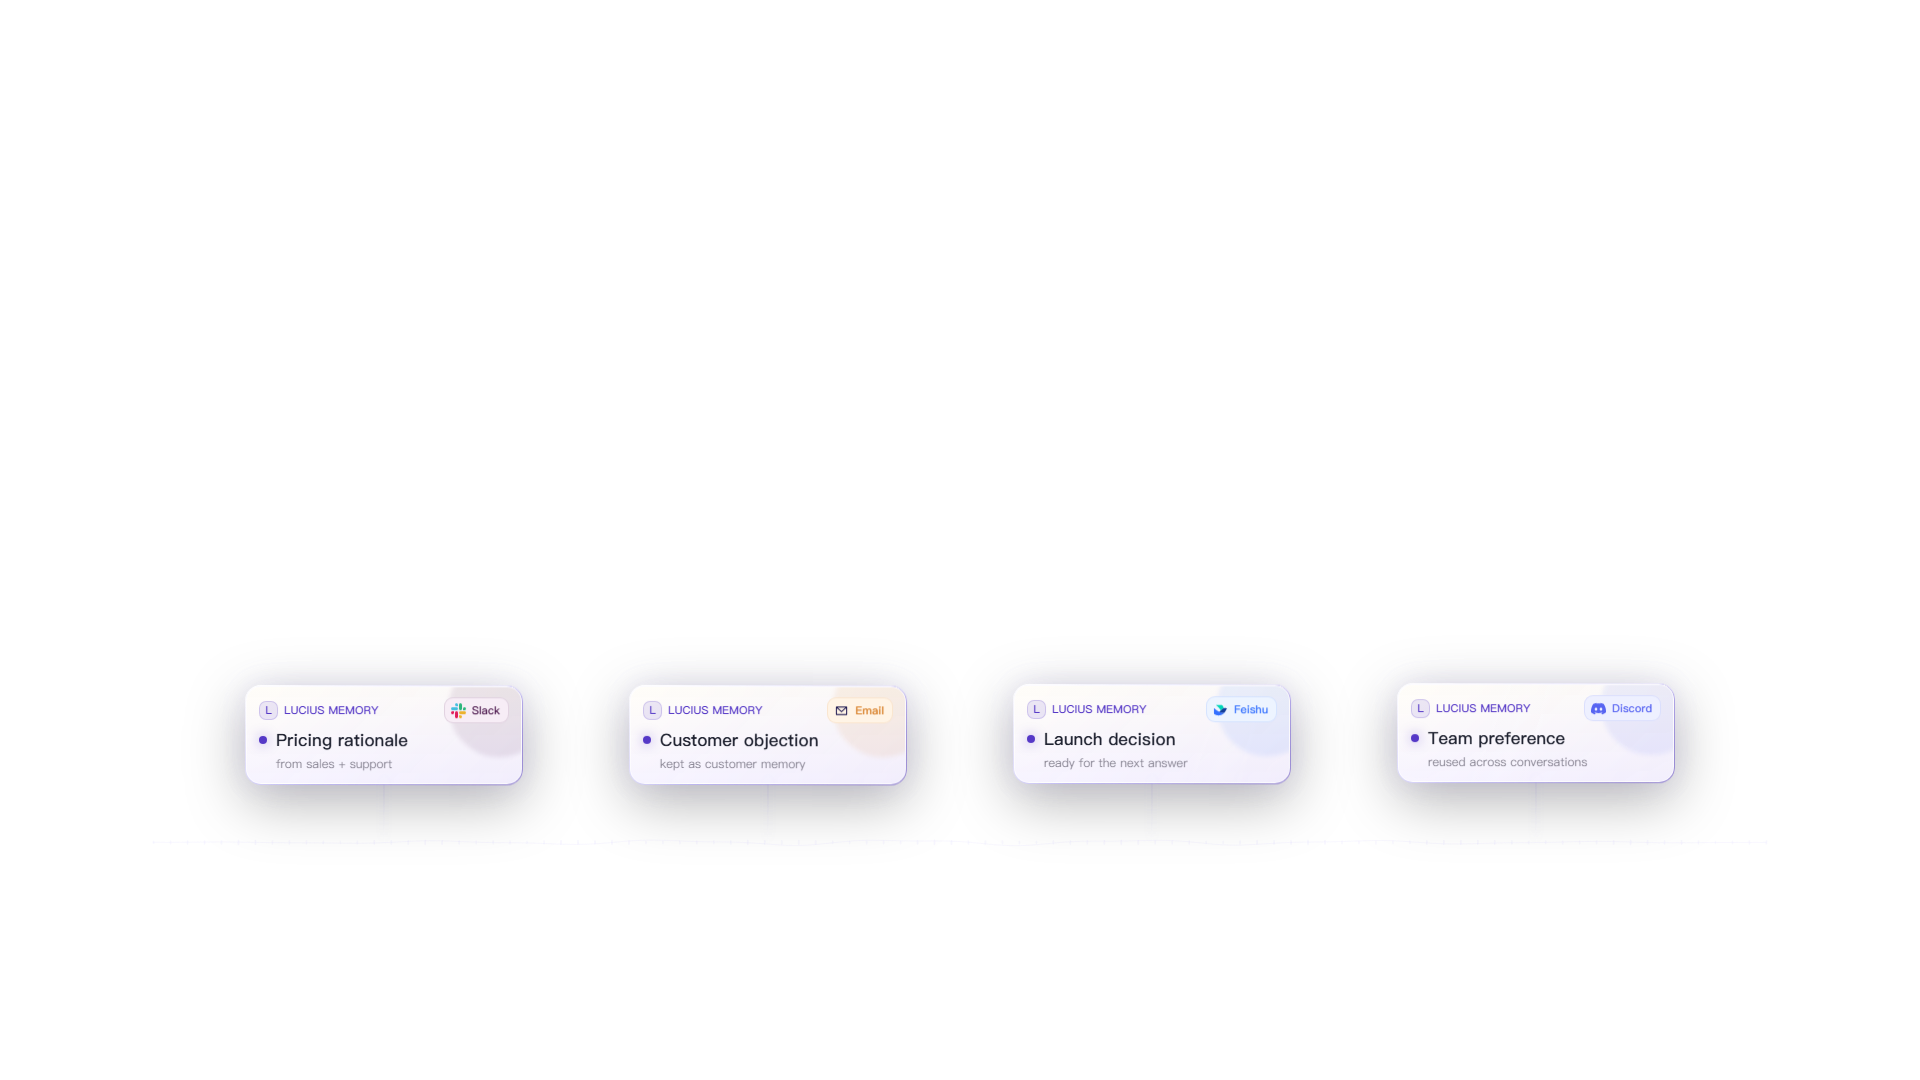 L LUCIUS MEMORY
Slack
Pricing rationale
from sales + support
L LUCIUS MEMORY
Email
Customer objection
kept as customer memory
L LUCIUS MEMORY
Feishu
Launch decision
ready for the next answer
L LUCIUS MEMORY
Discord
Team preference
reused across conversations